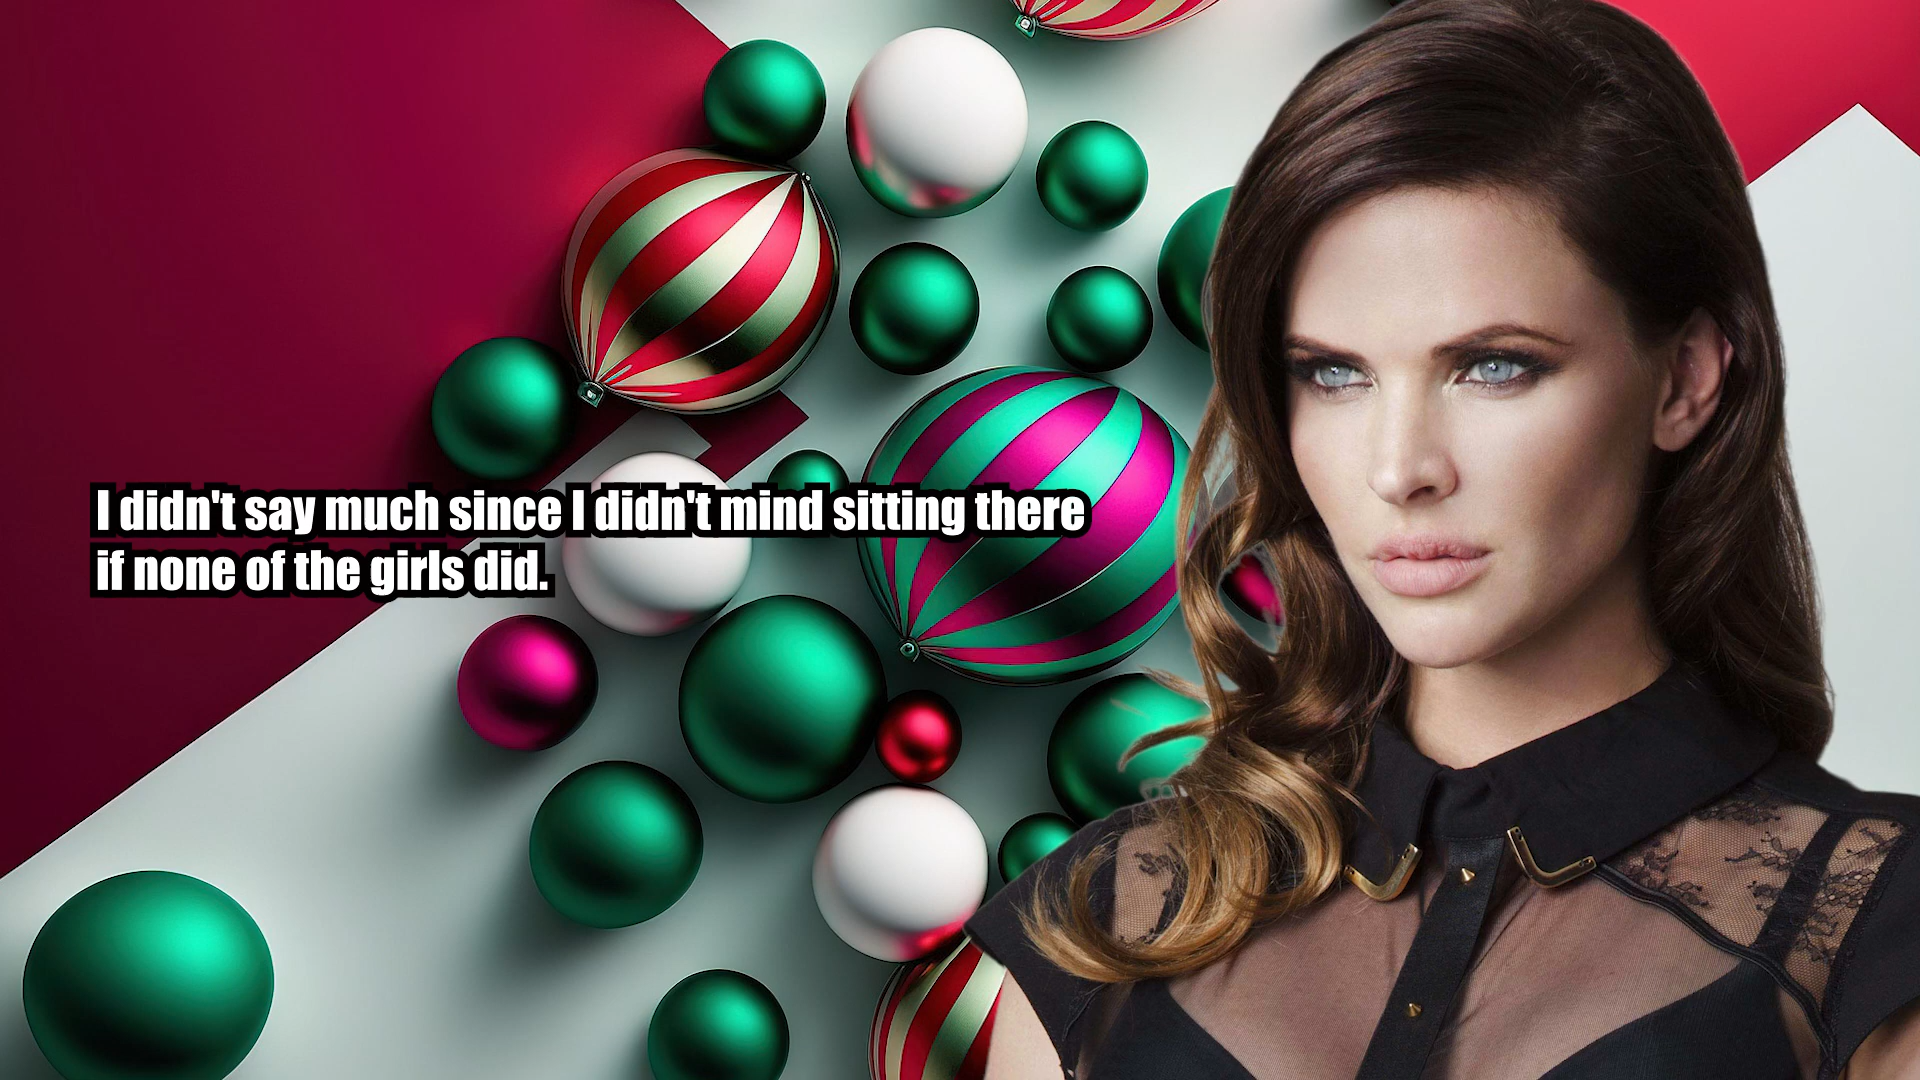 I didn't say much since I didn't mind sitting there
if none of the girls did.